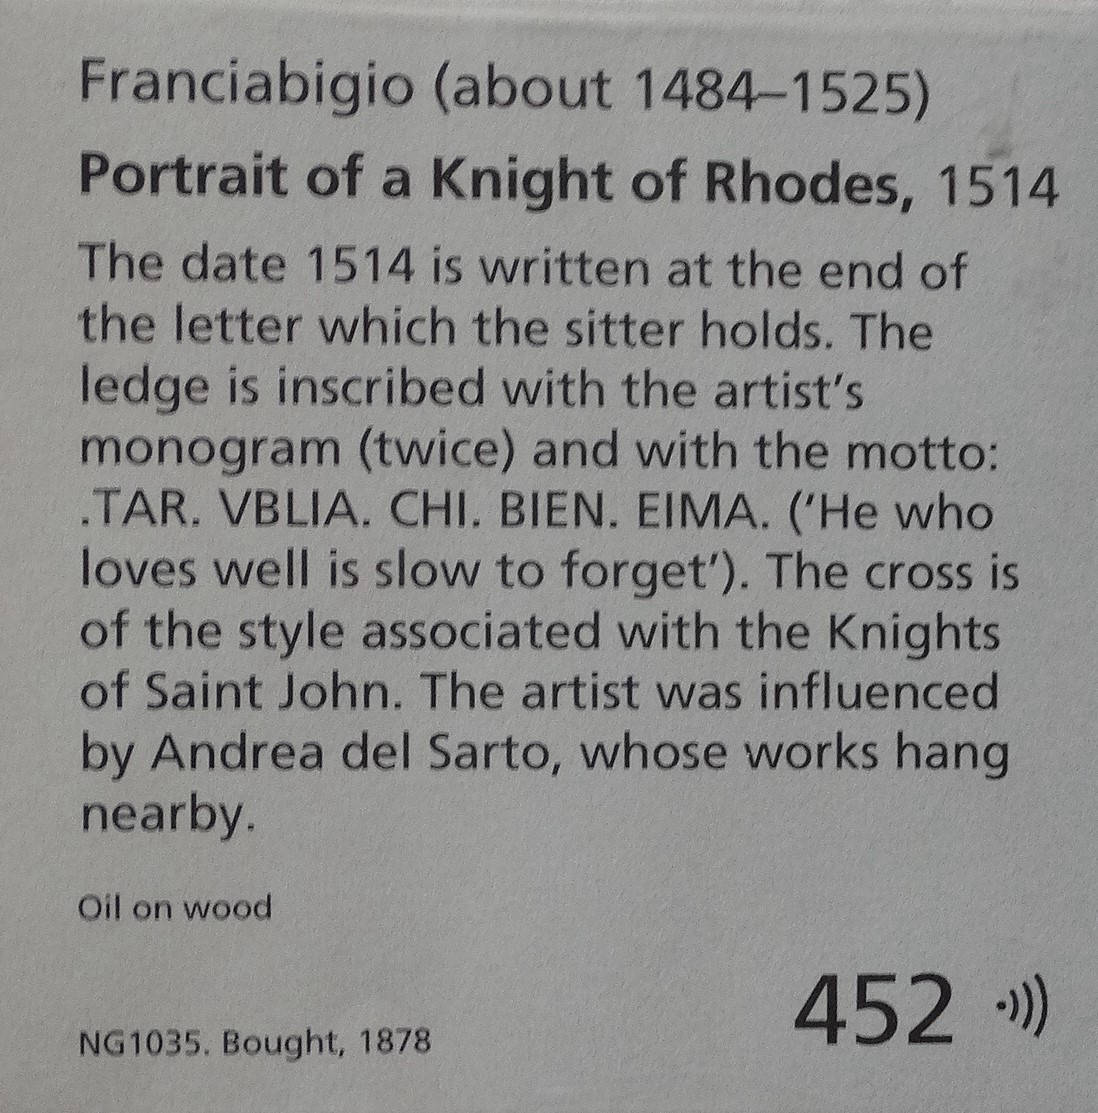 Franciabigio (about 1484–1525)
Portrait of a Knight of Rhodes, 1514
The date 1514 is written at the end of
the letter which the sitter holds. The
ledge is inscribed with the artist’s
monogram (twice) and with the motto:
.TAR. VBLIA. CHI. BIEN. EIMA. (‘He who
loves well is slow to forget’). The cross is
of the style associated with the Knights
of Saint John. The artist was influenced
by Andrea del Sarto, whose works hang
nearby.
Oil on wood
NG1035. Bought, 1878
452